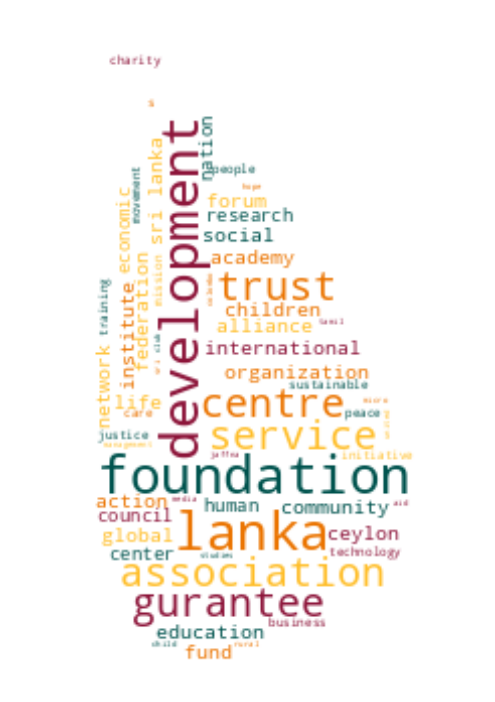 charity
s
nation
people
development
movement
sri lanka
hope
forum
economic
research
social
academy
federation
mission
trust
institute
training
children
alliance
tamil
club
international
organization
network
sustainable
life
centre
micro
care
peace
justice
service
management
jaffna
initiative
foundation
action
media
human
community
aid
council
lanka
ceylon
global
center
studies
technology
association
gurantee
business
education
child
rural
fund